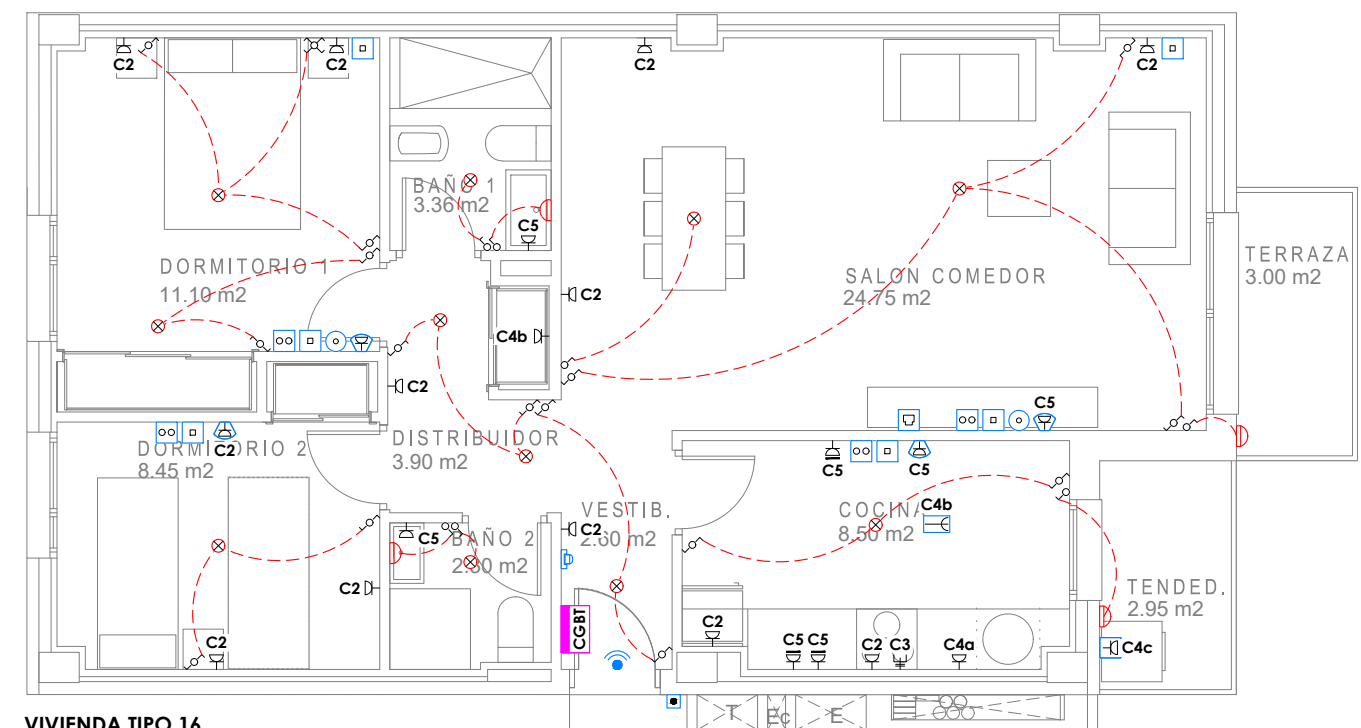 C2
C2
C2
C2
BAÑO 1
3.36 m2
C5
DORMITORIO 1
11.10 m2
C2
SALON COMEDOR
24.75 m2
TERRAZA
3.00 m2
C4b
C2
C5
DORMITORIO 2
8.45 m2
C2
DISTRIBUIDOR
3.90 m2
C5
C5
C4b
VESTIB.
2.60 m2
C2
COCINA
8.50 m2
C5
BAÑO 2
2.80 m2
C2
TENDED.
2.95 m2
CGBT
C2
C2
C5
C5
C2
C3
C4a
C4c
T
Ec
E
VIVIENDA TIPO 16